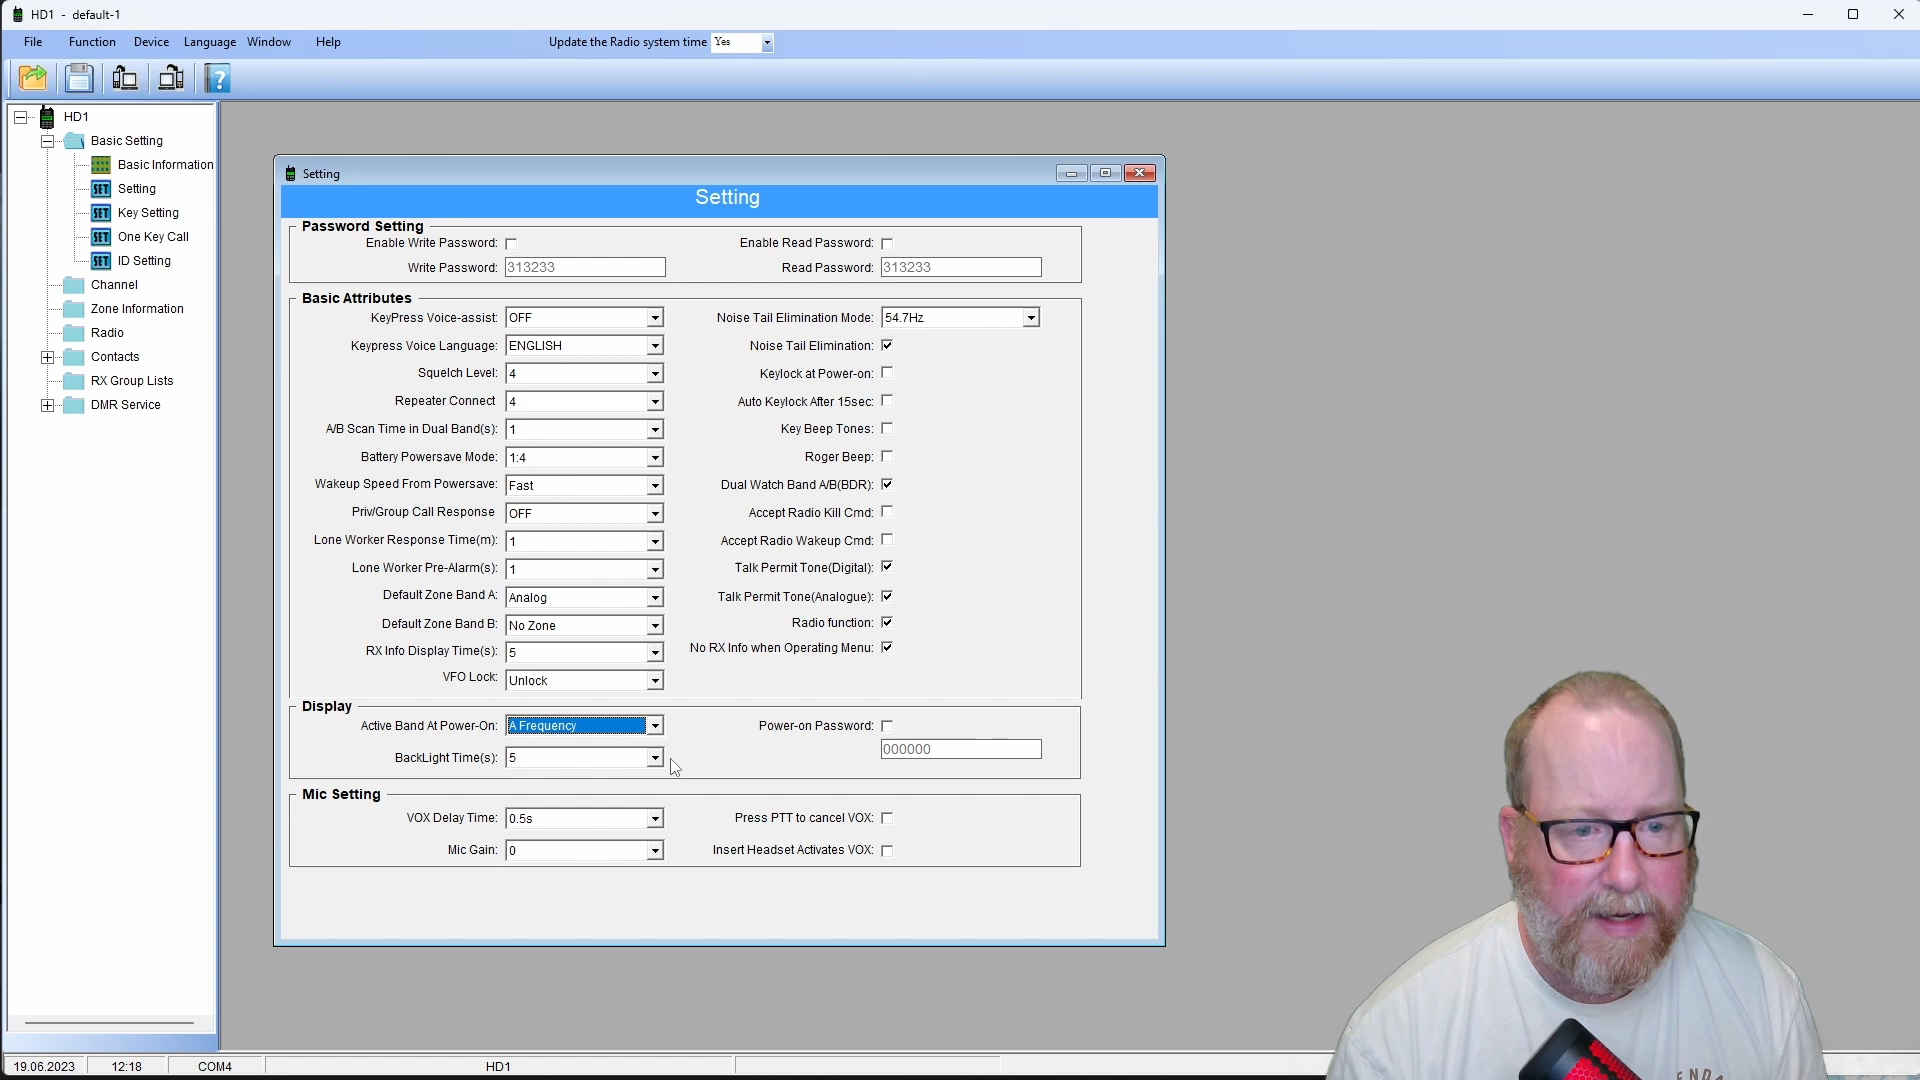 HD1 - default-1
File Function Device Language Window Help Update the Radio system time Yes
HD1
Basic Setting
Basic Information
SET Setting
SET Key Setting
SET One Key Call
SET ID Setting
Channel
Zone Information
Radio
Contacts
RX Group Lists
DMR Service
Setting
Setting
Password Setting
Enable Write Password: Enable Read Password:
Write Password: 313233 Read Password: 313233
Basic Attributes
KeyPress Voice-assist: OFF Noise Tail Elimination Mode: 54.7Hz
Keypress Voice Language: ENGLISH Noise Tail Elimination:
Squelch Level: 4 Keylock at Power-on:
Repeater Connect 4 Auto Keylock After 15sec:
A/B Scan Time in Dual Band(s): 1 Key Beep Tones:
Battery Powersave Mode: 1:4 Roger Beep:
Wakeup Speed From Powersave: Fast Dual Watch Band A/B(BDR):
Priv/Group Call Response OFF Accept Radio Kill Cmd:
Lone Worker Response Time(m): 1 Accept Radio Wakeup Cmd:
Lone Worker Pre-Alarm(s): 1 Talk Permit Tone(Digital):
Default Zone Band A: Analog Talk Permit Tone(Analogue):
Default Zone Band B: No Zone Radio function:
RX Info Display Time(s): 5 No RX Info when Operating Menu:
VFO Lock: Unlock
Display
Active Band At Power-On: A Frequency Power-on Password:
000000
BackLight Time(s): 5
Mic Setting
VOX Delay Time: 0.5s Press PTT to cancel VOX:
Mic Gain: 0 Insert Headset Activates VOX:
19.06.2023 12:18 COM4 HD1